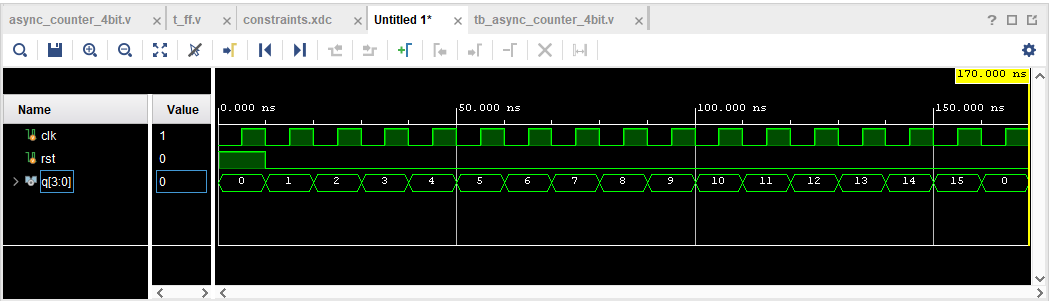 async_counter_4bit.v t_ff.v constraints.xdc Untitled 1* tb_async_counter_4bit.v
170.000 ns
Name Value 0.000 ns 50.000 ns 100.000 ns 150.000 ns
clk 1
rst 0
q[3:0] 0 0 1 2 3 4 5 6 7 8 9 10 11 12 13 14 15 0